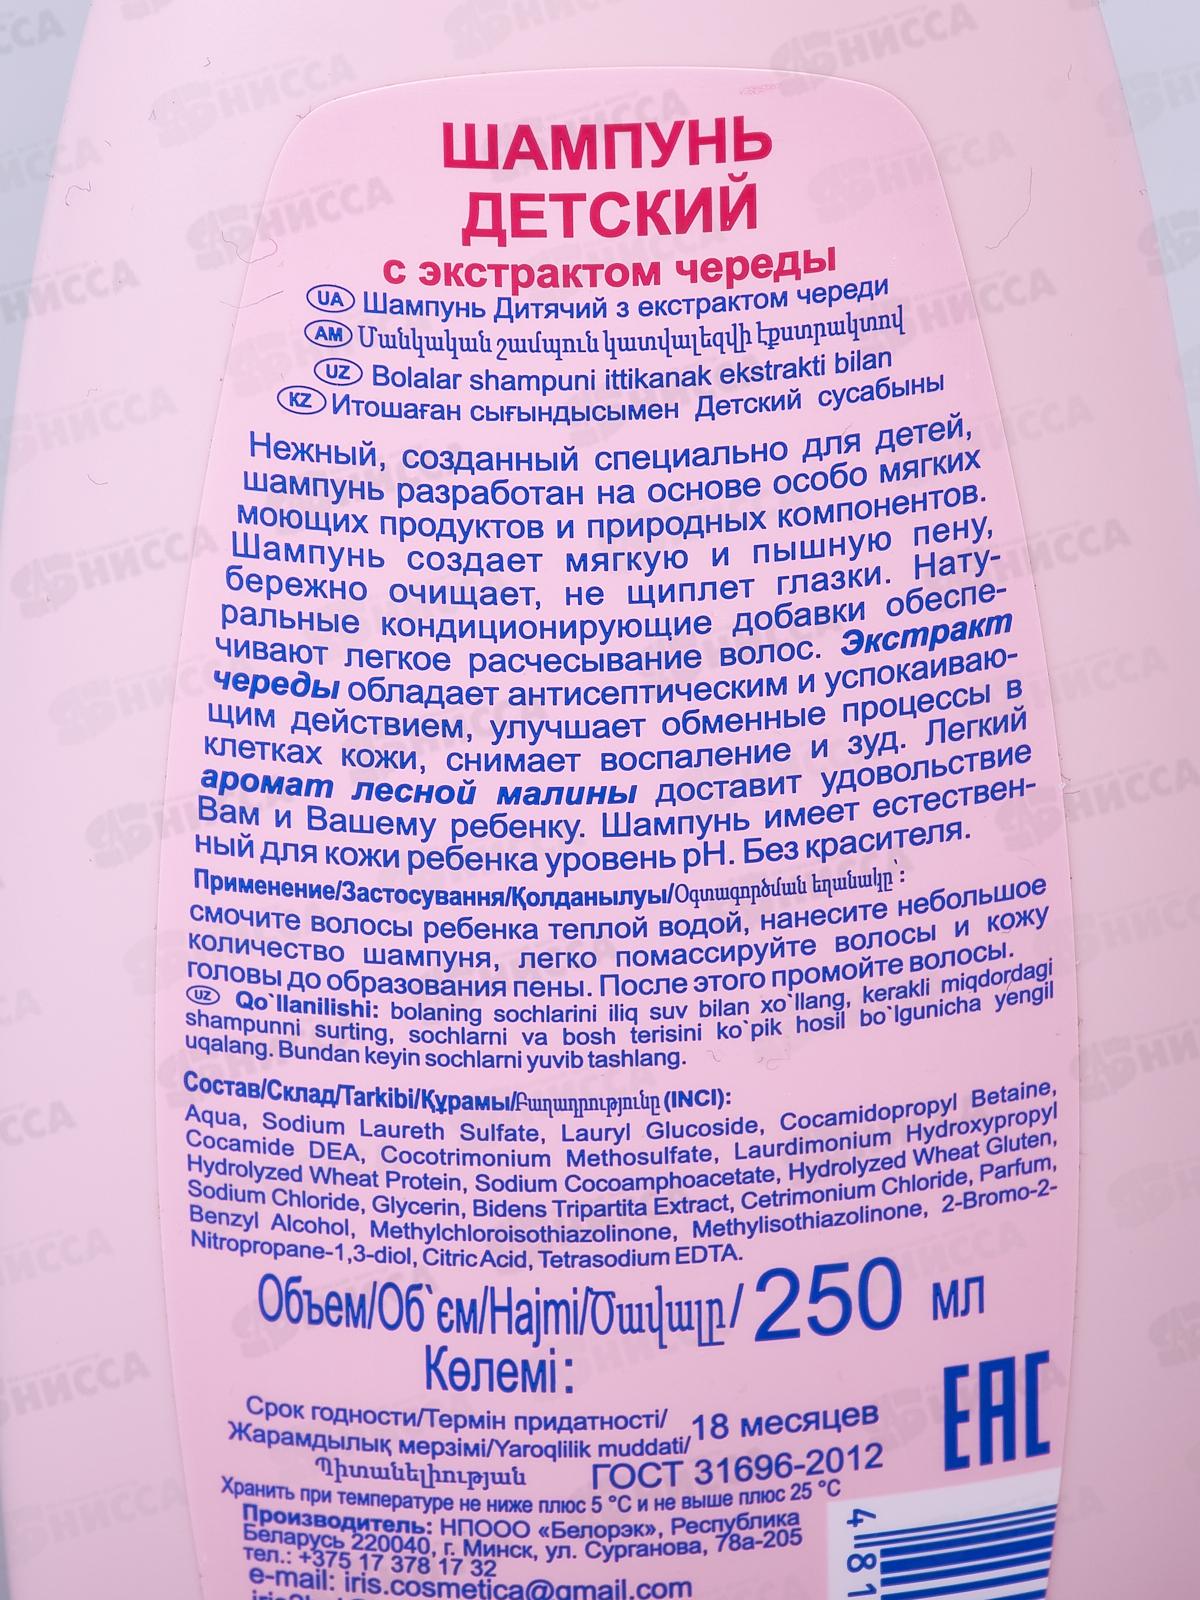 ШАМПУНЬ
ДЕТСКИЙ
с экстрактом череды
UA Шампунь Дитячий з екстрактом череди
AM Մանկական շամպուն կատվալեզվի էքստրակտով
UZ Bolalar shampuni ittikanak ekstrakti bilan
KZ Итошаған сығындысымен Детский сусабыны
Нежный, созданный специально для детей,
шампунь разработан на основе особо мягких
моющих продуктов и природных компонентов.
Шампунь создает мягкую и пышную пену,
бережно очищает, не щиплет глазки. Нату-
ральные кондиционирующие добавки обеспе-
чивают легкое расчесывание волос. Экстракт
череды обладает антисептическим и успокаиваю-
щим действием, улучшает обменные процессы в
клетках кожи, снимает воспаление и зуд. Легкий
аромат лесной малины доставит удовольствие
Вам и Вашему ребенку. Шампунь имеет естествен-
ный для кожи ребенка уровень pH. Без красителя.
Применение/Застосування/Қолданылуы/Օգտագործման եղանակը :
смочите волосы ребенка теплой водой, нанесите небольшое
количество шампуня, легко помассируйте волосы и кожу
головы до образования пены. После этого промойте волосы.
UZ Qo`llanilishi: bolaning sochlarini iliq suv bilan xo`llang, kerakli miqdordagi
shampunni surting, sochlarni va bosh terisini ko`pik hosil bo`lgunicha yengil
uqalang. Bundan keyin sochlarni yuvib tashlang.
Состав/Склад/Tarkibi/Құрамы/Բաղադրությունը (INCI):
Aqua, Sodium Laureth Sulfate, Lauryl Glucoside, Cocamidopropyl Betaine,
Cocamide DEA, Cocotrimonium Methosulfate, Laurdimonium Hydroxypropyl
Hydrolyzed Wheat Protein, Sodium Cocoamphoacetate, Hydrolyzed Wheat Gluten,
Sodium Chloride, Glycerin, Bidens Tripartita Extract, Cetrimonium Chloride, Parfum,
Benzyl Alcohol, Methylchloroisothiazolinone, Methylisothiazolinone, 2-Bromo-2-
Nitropropane-1,3-diol, Citric Acid, Tetrasodium EDTA.
Объем/Об`єм/Hajmi/Ծավալը/ 250 мл
Көлемі:
Срок годности/Термін придатності/
Жарамдылық мерзімі/Yaroqlilik muddati/ 18 месяцев
Պիտանելիության ГОСТ 31696-2012
EAC
Хранить при температуре не ниже плюс 5 °С и не выше плюс 25 °С
Производитель: НПООО «Белорэк», Республика
Беларусь 220040, г. Минск, ул. Сурганова, 78а-205
тел.: +375 17 378 17 32
e-mail: iris.cosmetica@gmail.com
4 81